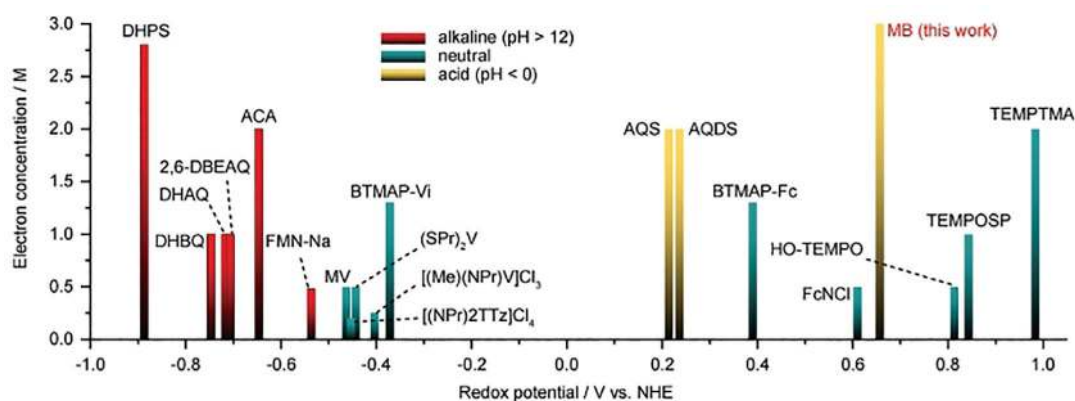 3.0
2.5
2.0
1.5
1.0
0.5
0.0
Electron concentration / M
DHPS
alkaline (pH > 12)
neutral
acid (pH < 0)
MB (this work)
ACA
AQS
AQDS
TEMPTMA
2,6-DBEAQ
DHAQ
BTMAP-Vi
BTMAP-Fc
DHBQ
FMN-Na
(SPr)₂V
TEMPOSP
HO-TEMPO
MV
[(Me)(NPr)V]Cl₃
FcNCl
[(NPr)2TTz]Cl₄
-1.0 -0.8 -0.6 -0.4 -0.2 0.0 0.2 0.4 0.6 0.8 1.0
Redox potential / V vs. NHE